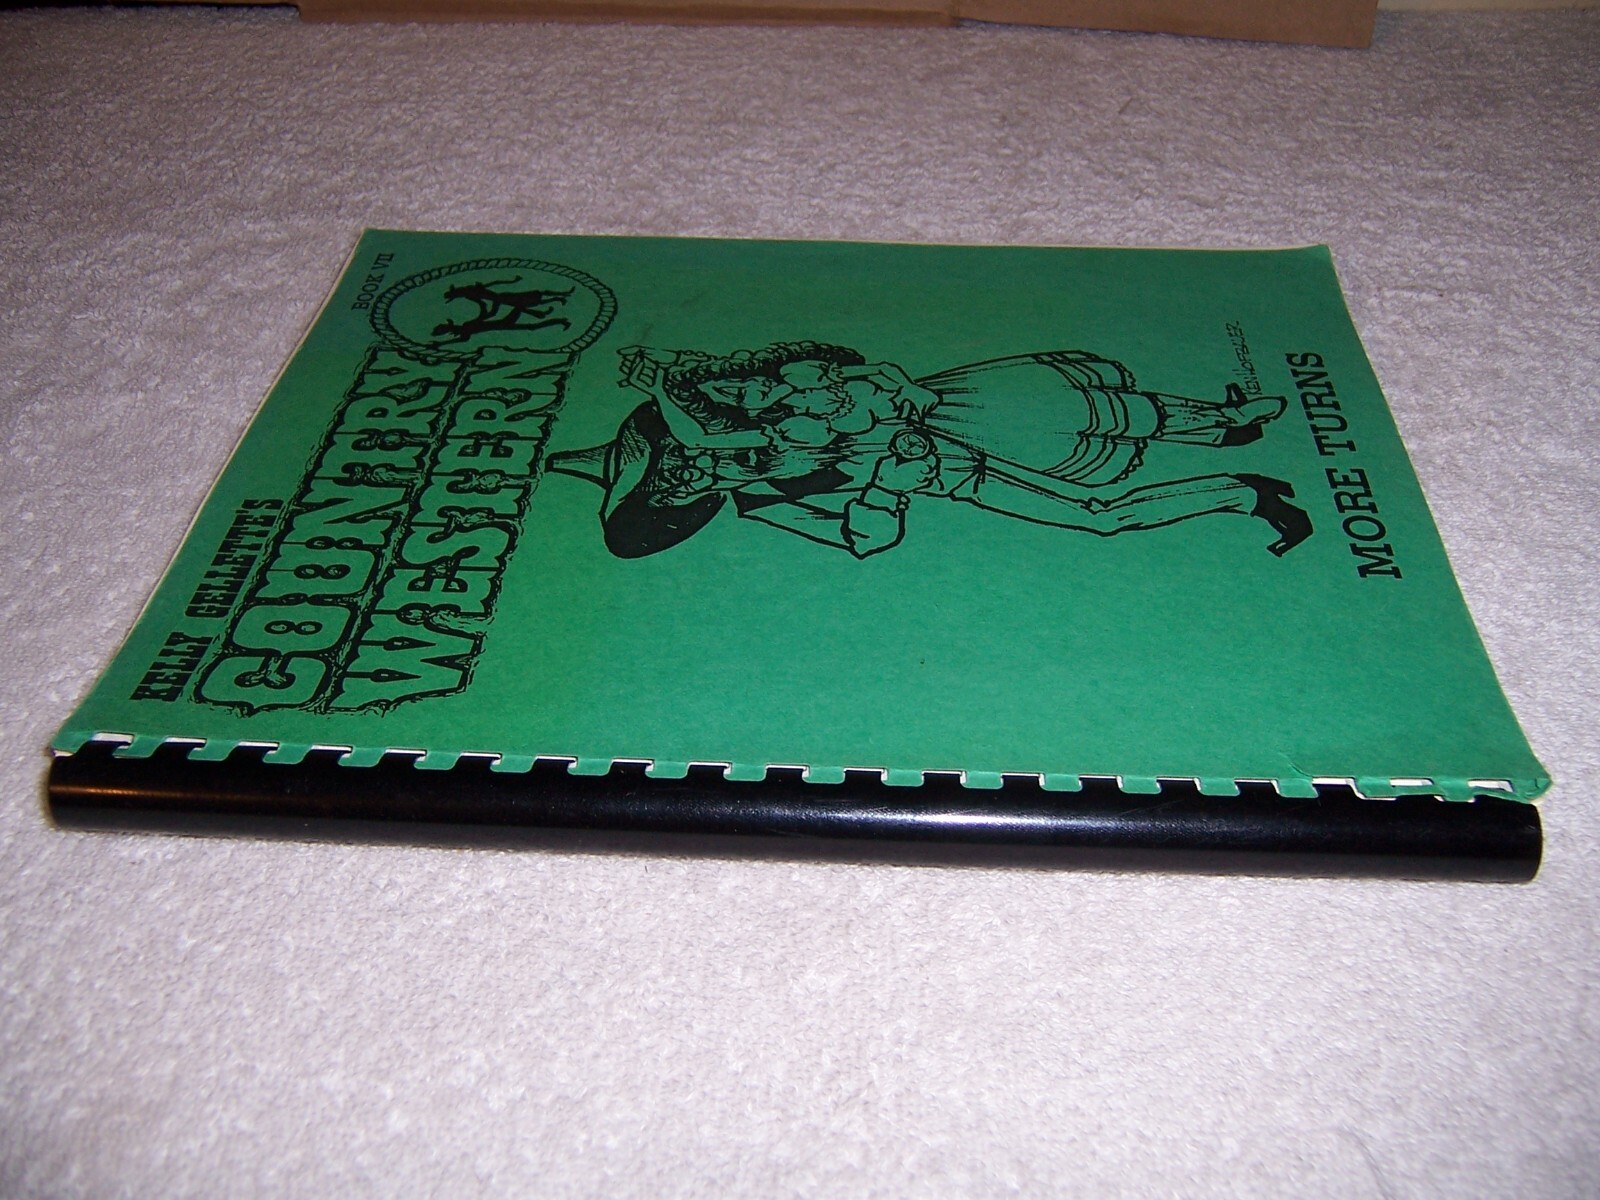 BOOK VII
KELLY GELLETTE'S
COUNTRY
WESTERN
MORE TURNS